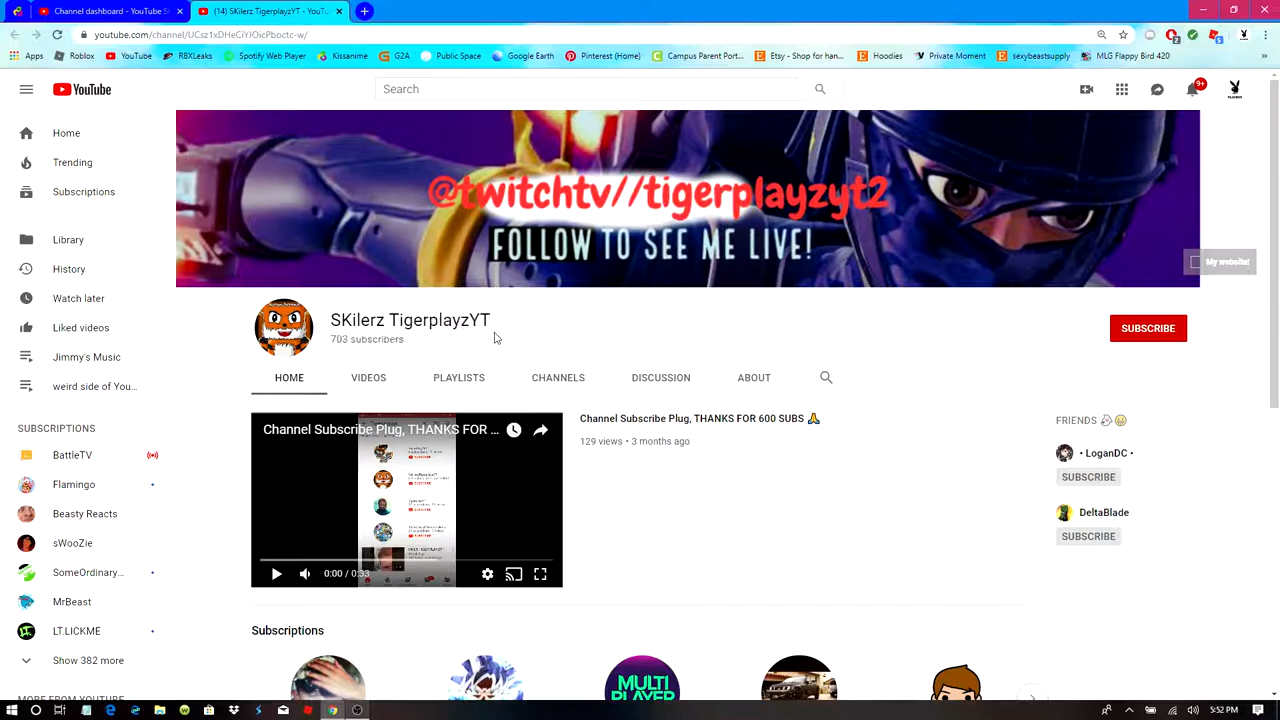 Channel dashboard - YouTube S
(14) SKilerz TigerplayzYT - YouTu
youtube.com/channel/UCsz1xDHeCiYJOicPboctc-w/
Apps Roblox YouTube RBXLeaks Spotify Web Player Kissanime G2A Public Space Google Earth Pinterest (Home) Campus Parent Port... Etsy - Shop for han... Hoodies Private Moment sexybeastsupply MLG Flappy Bird 420
YouTube
Search
9+
Home
Trending
Subscriptions
Library
History
Watch later
Liked videos
Jimmy's Music
weird side of You...
SUBSCRIPTIONS
BattleTV
Flamingo
Beasty Reacts
sWooZie
SomeOrdinary...
MrBeast
LT.LICKME
Show 382 more
MORE FROM YOUTUBE
@twitchtv//tigerplayzyt2
FOLLOW TO SEE ME LIVE!
My website!
SKilerz TigerplayzYT
703 subscribers
SUBSCRIBE
HOME VIDEOS PLAYLISTS CHANNELS DISCUSSION ABOUT
Channel Subscribe Plug, THANKS FOR ...
0:00 / 0:33
Channel Subscribe Plug, THANKS FOR 600 SUBS 🙏
129 views • 3 months ago
FRIENDS
• LoganDC •
SUBSCRIBE
DeltaBlade
SUBSCRIBE
Subscriptions
MULTI
PLAYER
5:52 PM